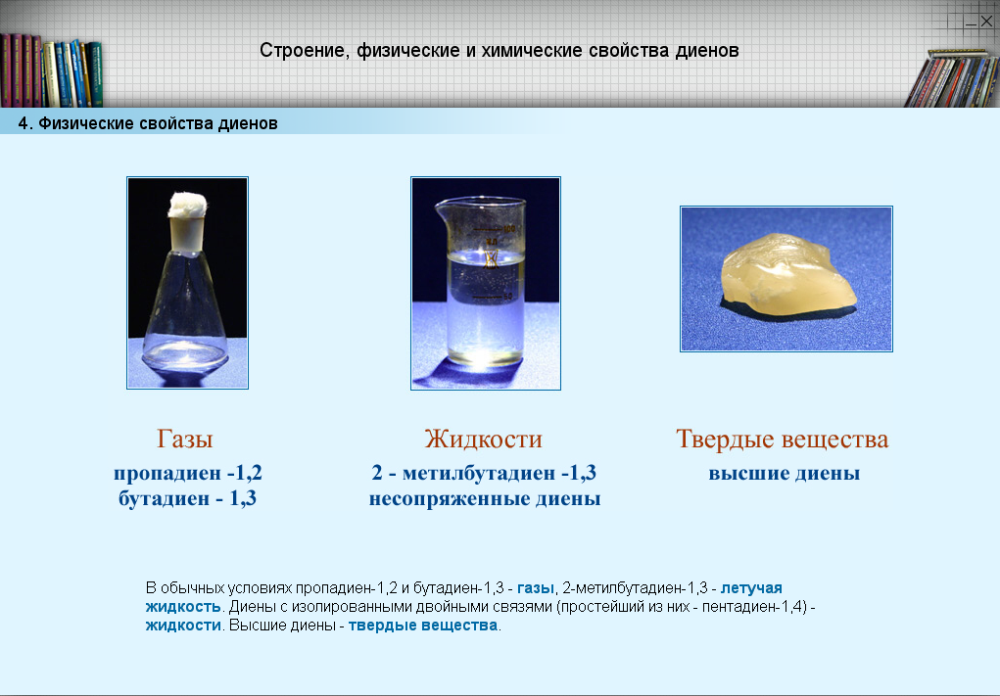 Строение, физические и химические свойства диенов
4. Физические свойства диенов
Газы
пропадиен -1,2
бутадиен - 1,3
Жидкости
2 - метилбутадиен -1,3
несопряженные диены
Твердые вещества
высшие диены
В обычных условиях пропадиен-1,2 и бутадиен-1,3 - газы, 2-метилбутадиен-1,3 - летучая
жидкость. Диены с изолированными двойными связями (простейший из них - пентадиен-1,4) -
жидкости. Высшие диены - твердые вещества.